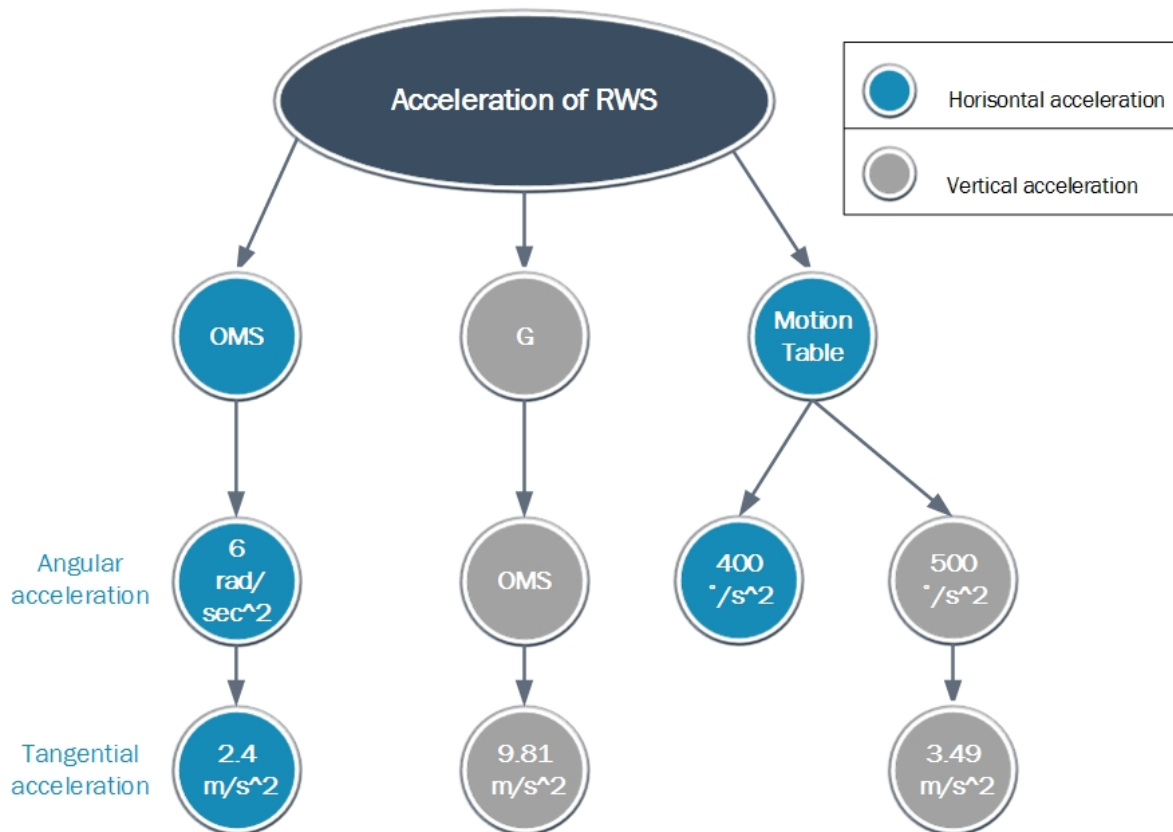 Acceleration of RWS
Horisontal acceleration
Vertical acceleration
OMS
G
Motion
Table
Angular
acceleration
6
rad/
sec^2
OMS
400
°/s^2
500
°/s^2
Tangential
acceleration
2.4
m/s^2
9.81
m/s^2
3.49
m/s^2